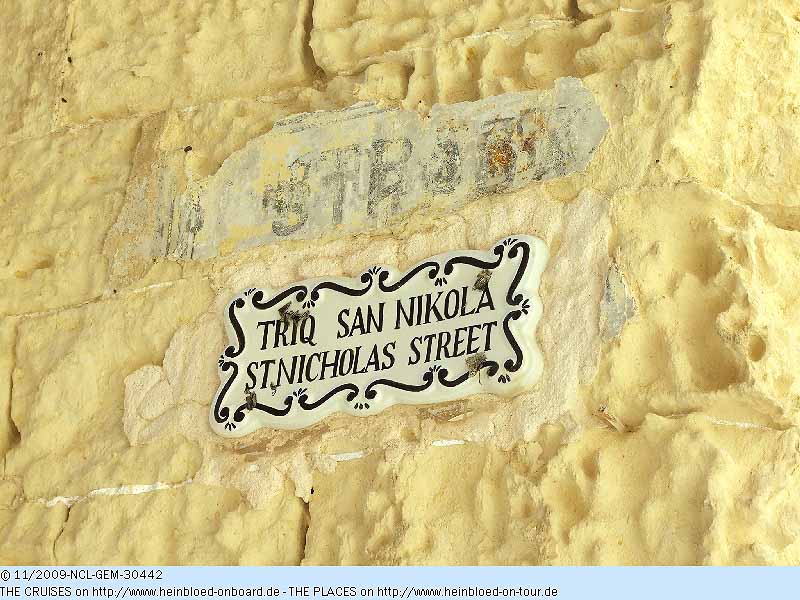 TRIQ SAN NIKOLA
ST. NICHOLAS STREET
© 11/2009-NCL-GEM-30442
THE CRUISES on http://www.heinbloed-onboard.de - THE PLACES on http://www.heinbloed-on-tour.de